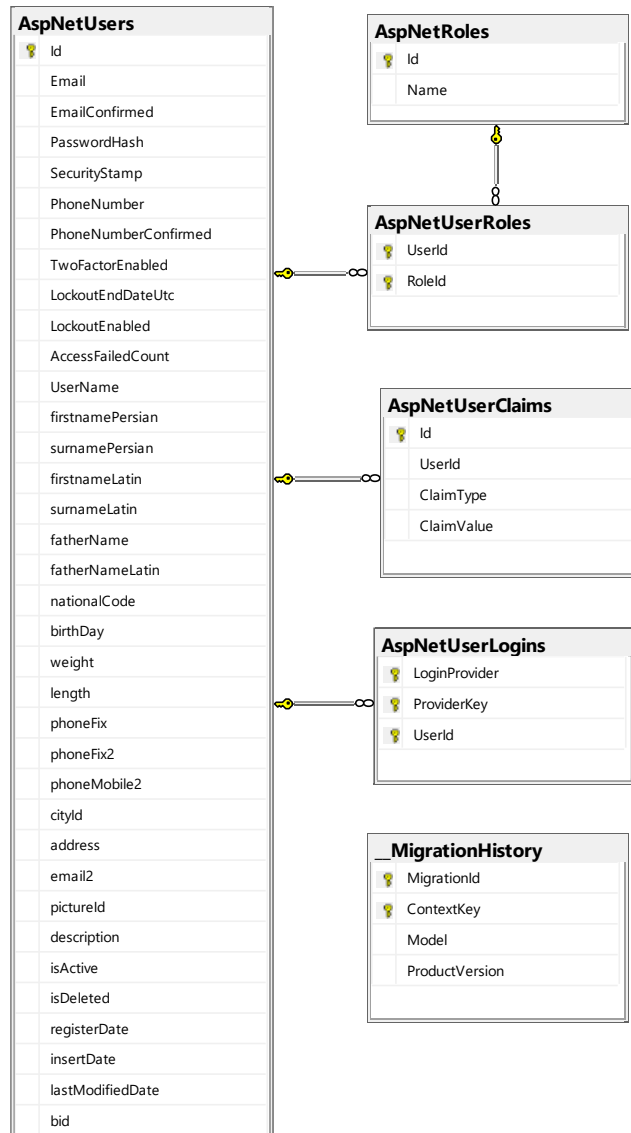 AspNetUsers
Id
Email
EmailConfirmed
PasswordHash
SecurityStamp
PhoneNumber
PhoneNumberConfirmed
TwoFactorEnabled
LockoutEndDateUtc
LockoutEnabled
AccessFailedCount
UserName
firstnamePersian
surnamePersian
firstnameLatin
surnameLatin
fatherName
fatherNameLatin
nationalCode
birthDay
weight
length
phoneFix
phoneFix2
phoneMobile2
cityId
address
email2
pictureId
description
isActive
isDeleted
registerDate
insertDate
lastModifiedDate
bid
AspNetRoles
Id
Name
AspNetUserRoles
UserId
RoleId
AspNetUserClaims
Id
UserId
ClaimType
ClaimValue
AspNetUserLogins
LoginProvider
ProviderKey
UserId
__MigrationHistory
MigrationId
ContextKey
Model
ProductVersion